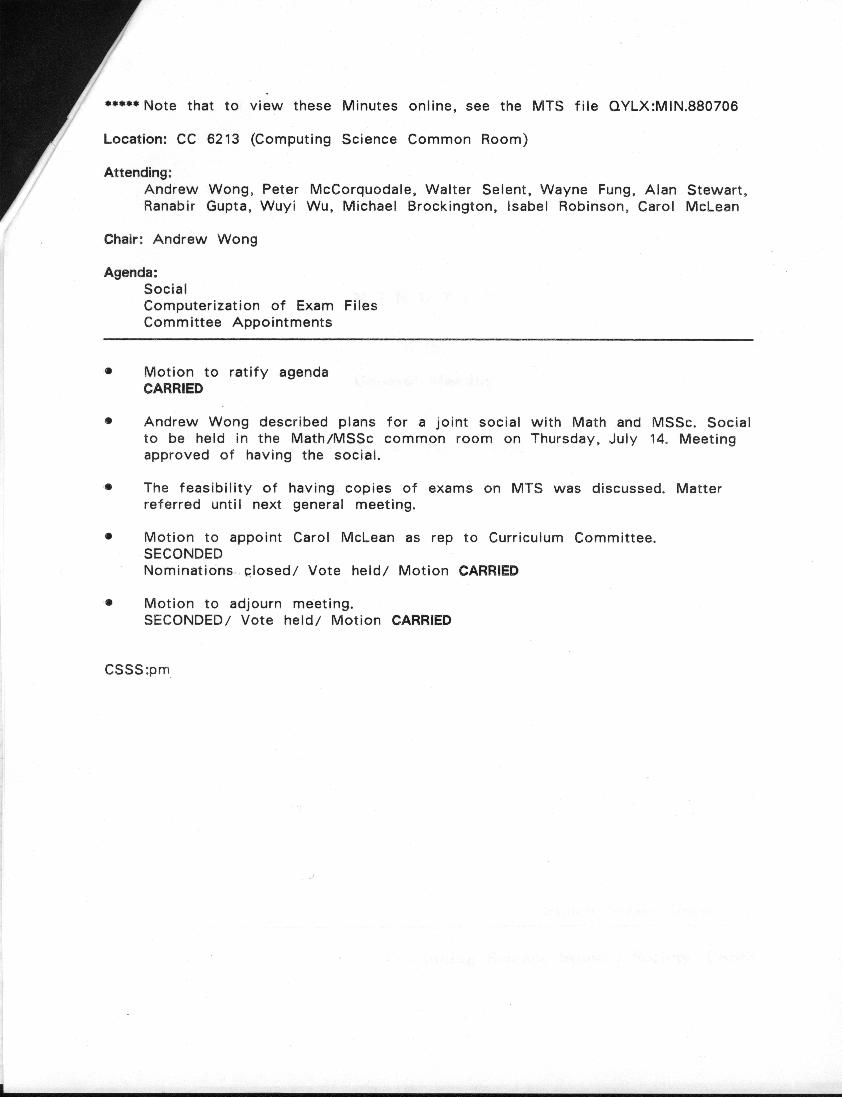 ***** Note that to view these Minutes online, see the MTS file QYLX:MIN.880706
Location: CC 6213 (Computing Science Common Room)
Attending:
Andrew Wong, Peter McCorquodale, Walter Selent, Wayne Fung, Alan Stewart,
Ranabir Gupta, Wuyi Wu, Michael Brockington, Isabel Robinson, Carol McLean
Chair: Andrew Wong
Agenda:
Social
Computerization of Exam Files
Committee Appointments
• Motion to ratify agenda
CARRIED
• Andrew Wong described plans for a joint social with Math and MSSc. Social
to be held in the Math/MSSc common room on Thursday, July 14. Meeting
approved of having the social.
• The feasibility of having copies of exams on MTS was discussed. Matter
referred until next general meeting.
• Motion to appoint Carol McLean as rep to Curriculum Committee.
SECONDED
Nominations closed/ Vote held/ Motion CARRIED
• Motion to adjourn meeting.
SECONDED/ Vote held/ Motion CARRIED
CSSS:pm